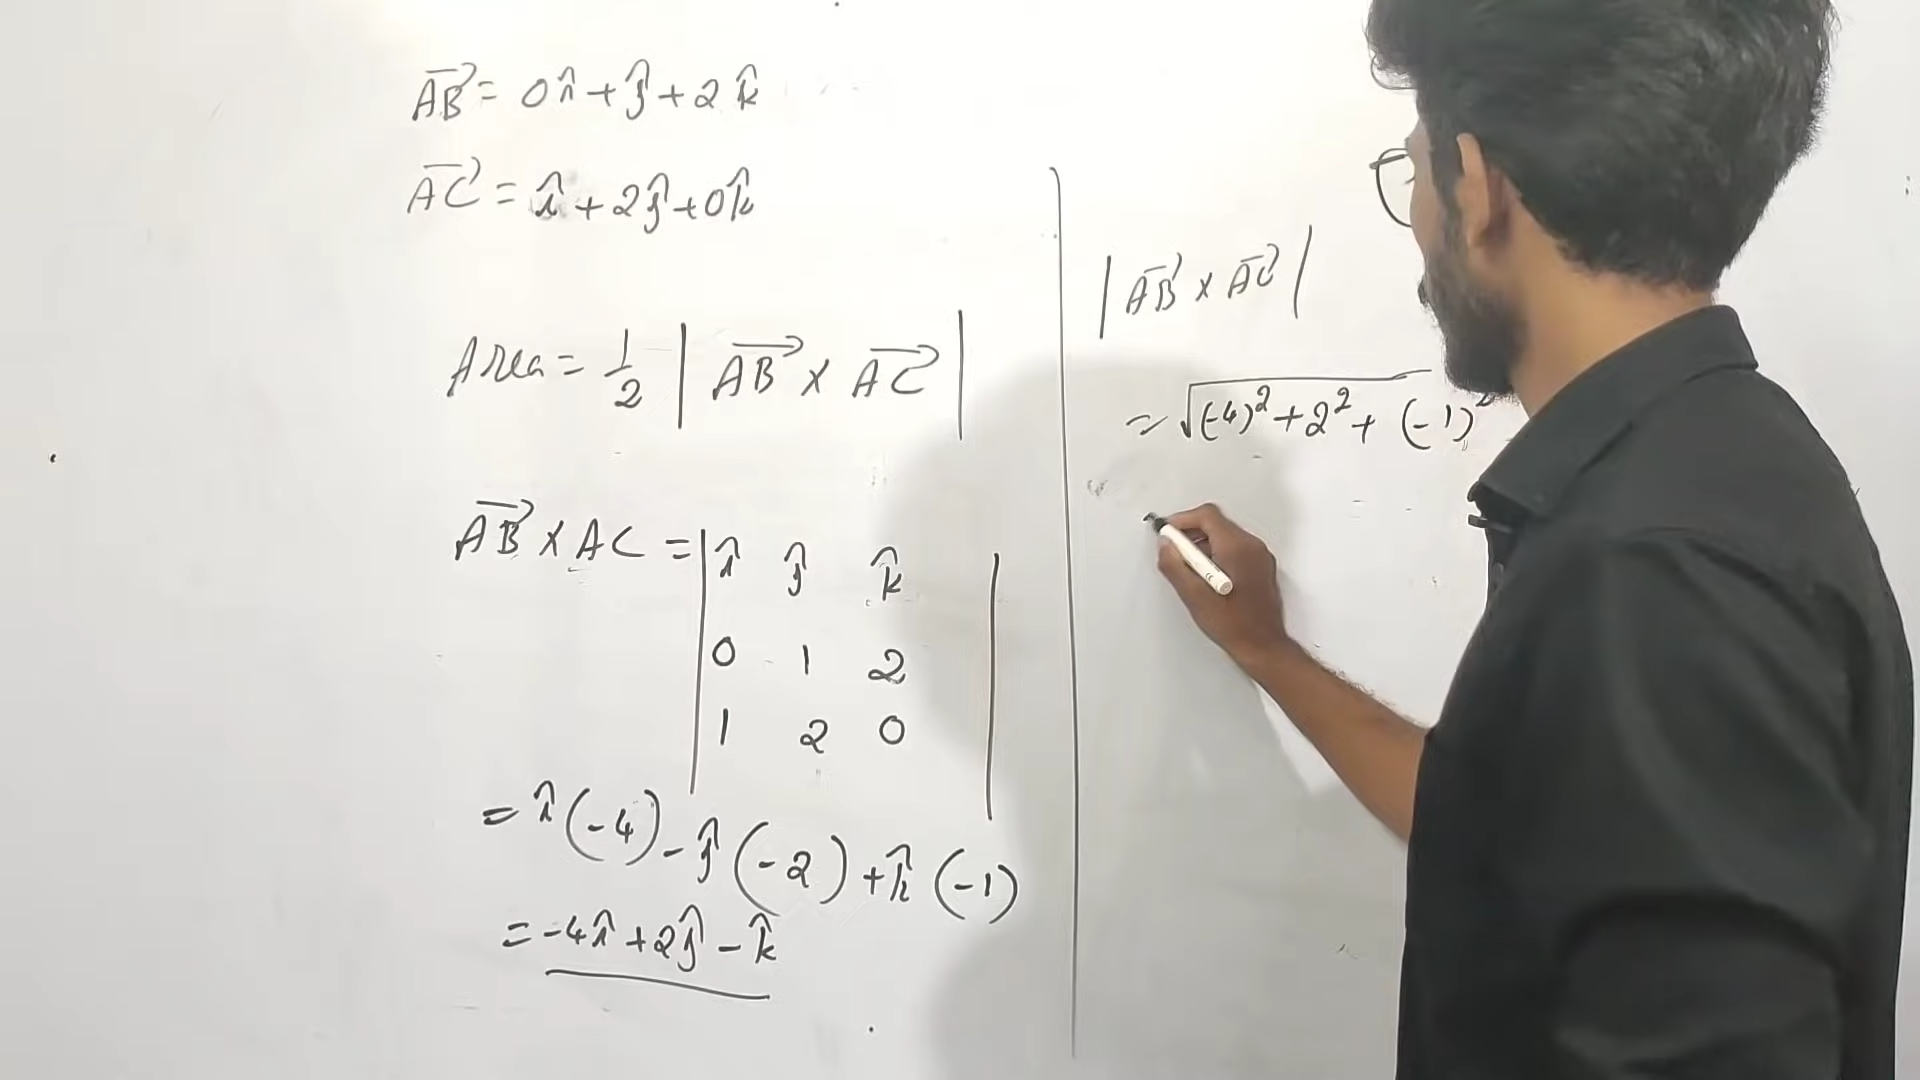 AB⃗ = 0î + ĵ + 2k̂
AC⃗ = î + 2ĵ + 0k̂
Area = 1/2 | AB⃗ × AC⃗ |
AB⃗ × AC = | î ĵ k̂
0 1 2
1 2 0 |
= î(-4) - ĵ(-2) + k̂(-1)
= -4î + 2ĵ - k̂
| AB⃗ × AC⃗ |
= √(-4)² + 2² + (-1)²